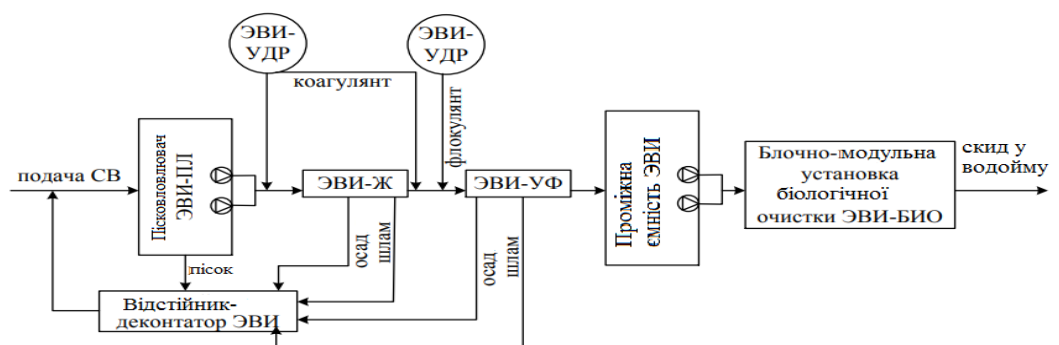 ЭВИ-
УДР
ЭВИ-
УДР
коагулянт
флокулянт
подача СВ
Пісковловлювач
ЭВИ-ПЛ
ЭВИ-Ж
ЭВИ-УФ
Проміжна
ємність ЭВИ
Блочно-модульна
установка
біологічної
очистки ЭВИ-БИО
скид у
водойму
пісок
осад
шлам
осад
шлам
Відстійник-
деконтатор ЭВИ